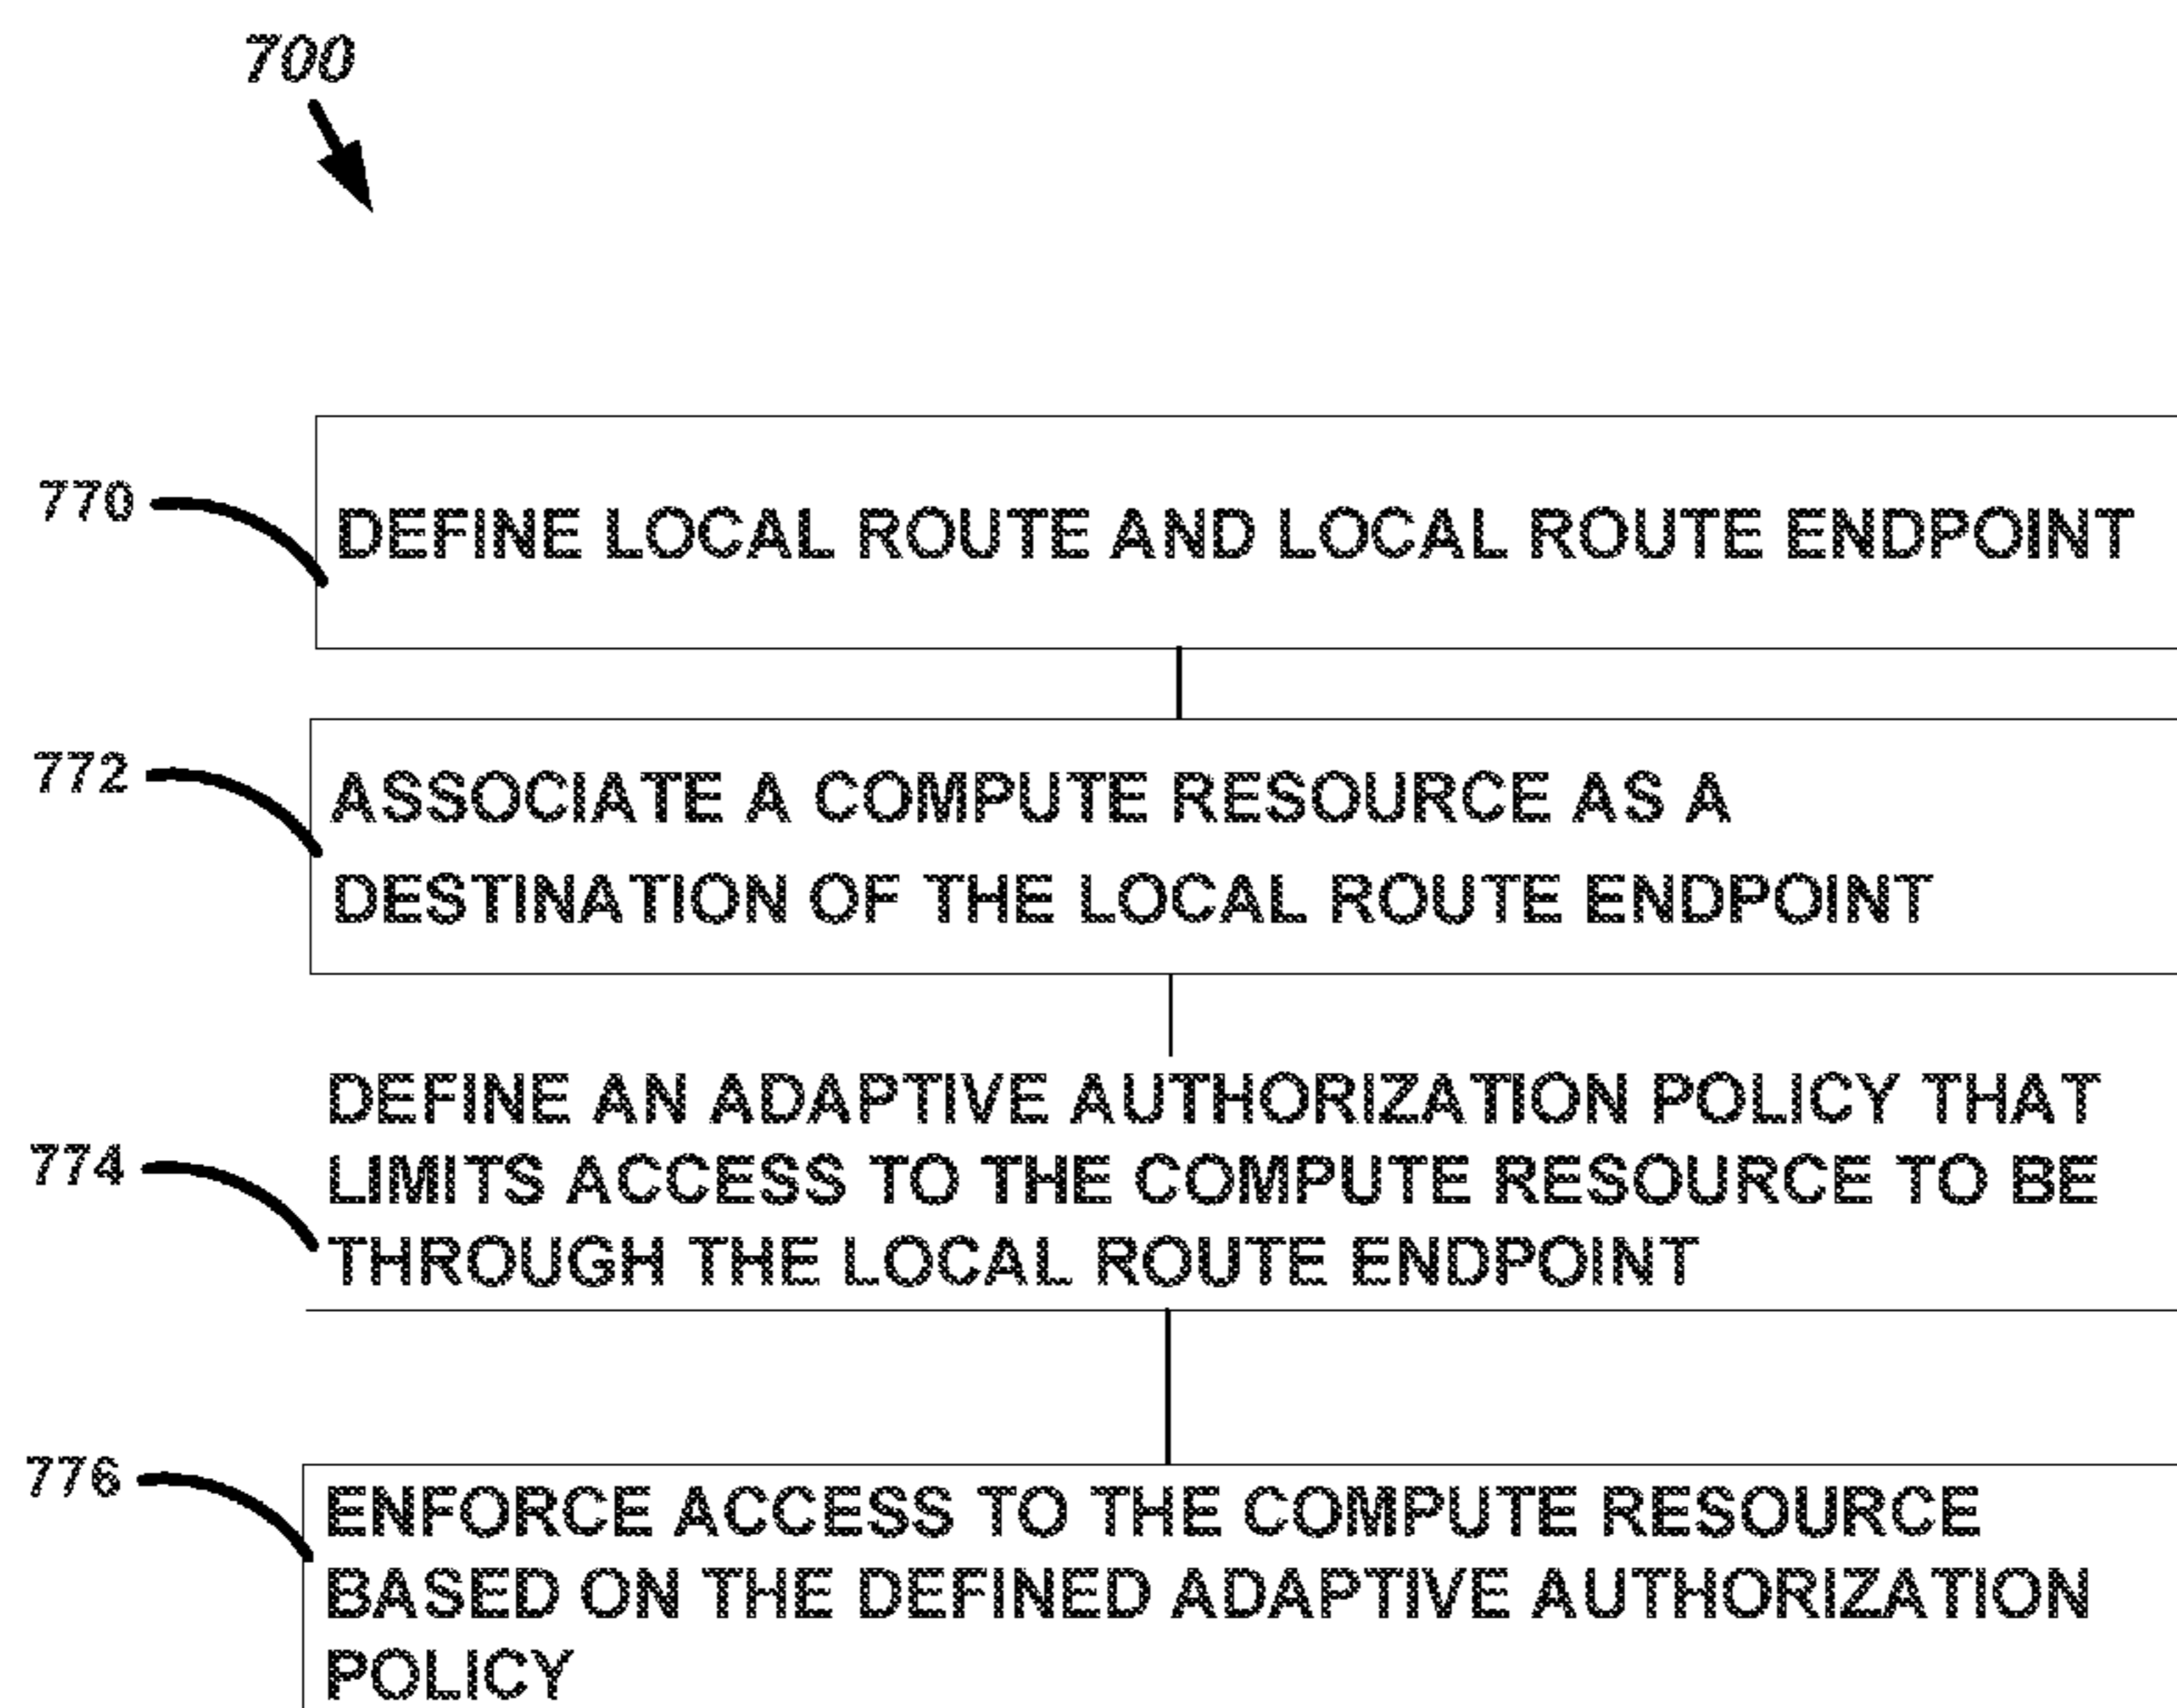 700
770
DEFINE LOCAL ROUTE AND LOCAL ROUTE ENDPOINT
772
ASSOCIATE A COMPUTE RESOURCE AS A
DESTINATION OF THE LOCAL ROUTE ENDPOINT
774
DEFINE AN ADAPTIVE AUTHORIZATION POLICY THAT
LIMITS ACCESS TO THE COMPUTE RESOURCE TO BE
THROUGH THE LOCAL ROUTE ENDPOINT
776
ENFORCE ACCESS TO THE COMPUTE RESOURCE
BASED ON THE DEFINED ADAPTIVE AUTHORIZATION
POLICY